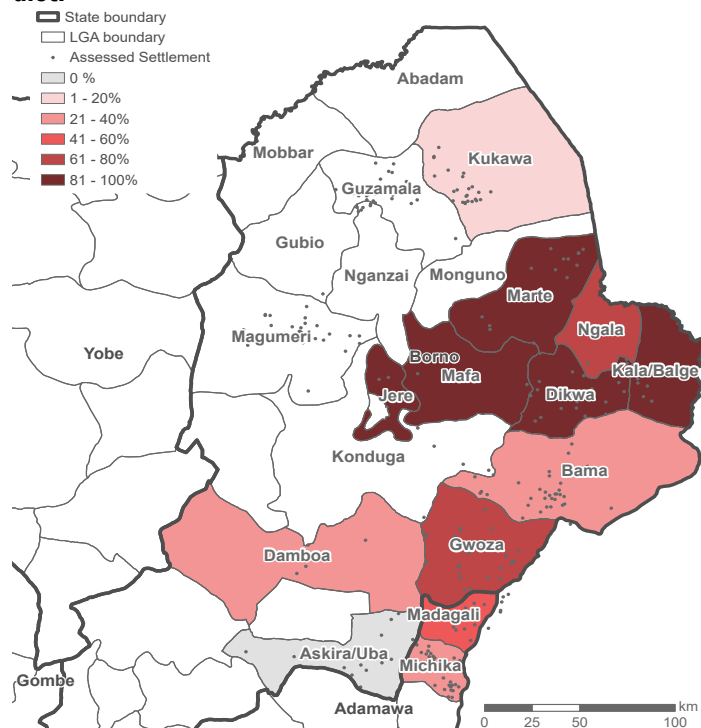 State boundary
LGA boundary
Assessed Settlement
0 %
1 - 20%
21 - 40%
41 - 60%
61 - 80%
81 - 100%
Abadam
Mobbar
Kukawa
Guzamala
Gubio
Nganzai
Monguno
Marte
Magumeri
Ngala
Yobe
Borno
Mafa
Kala/Balge
Jere
Dikwa
Konduga
Bama
Damboa
Gwoza
Madagali
Askira/Uba
Michika
Gombe
Adamawa
km
0 25 50 100